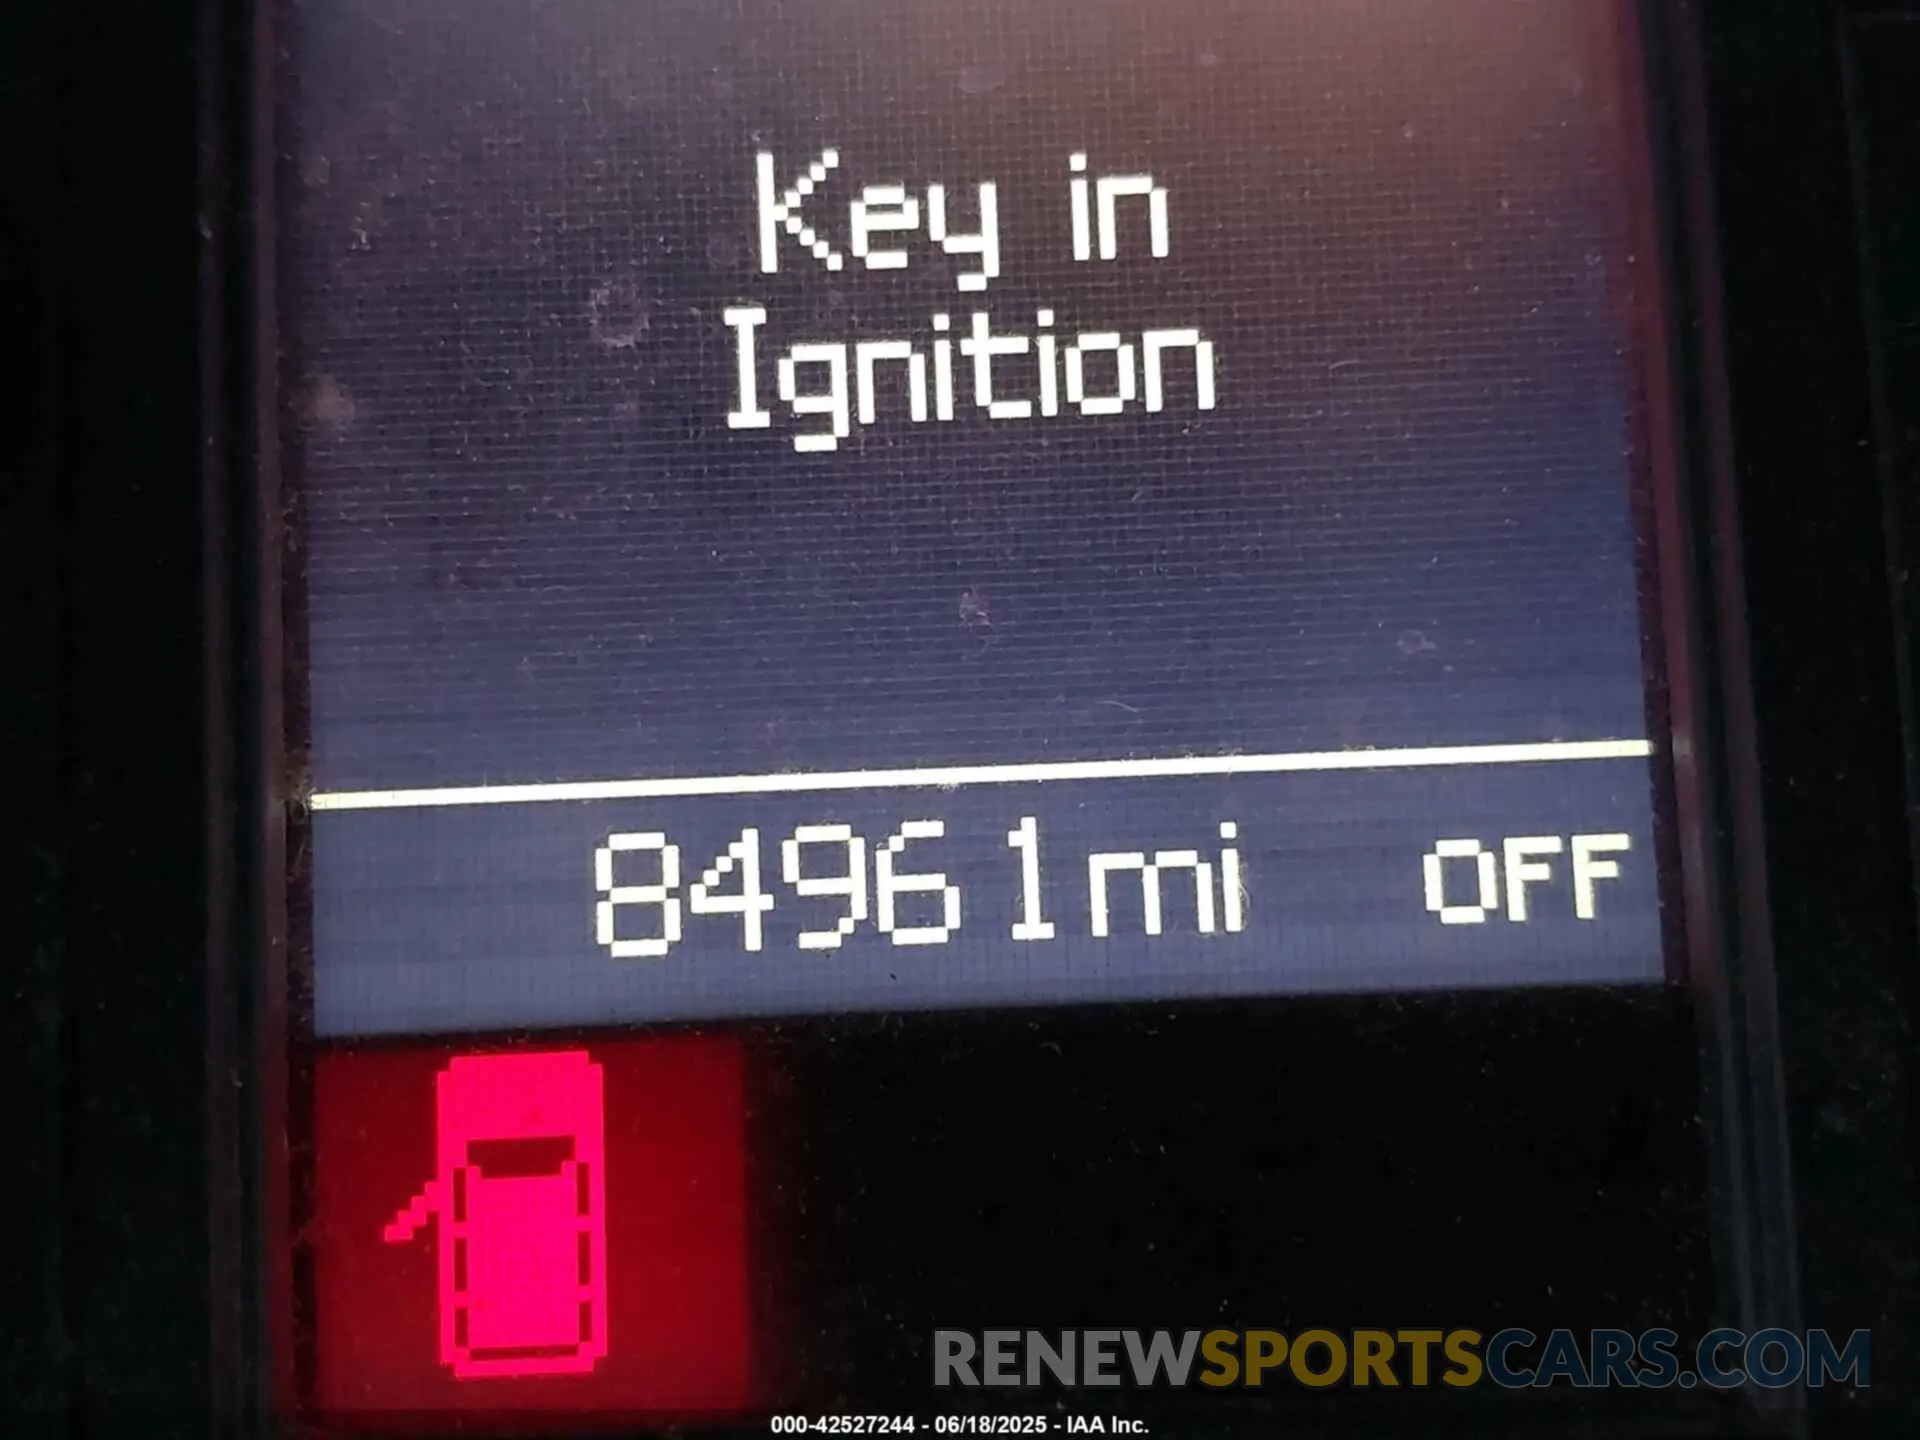 Key in
Ignition
84961mi OFF
RENEWSPORTSCARS.COM
000-42527244 - 06/18/2025 - IAA Inc.